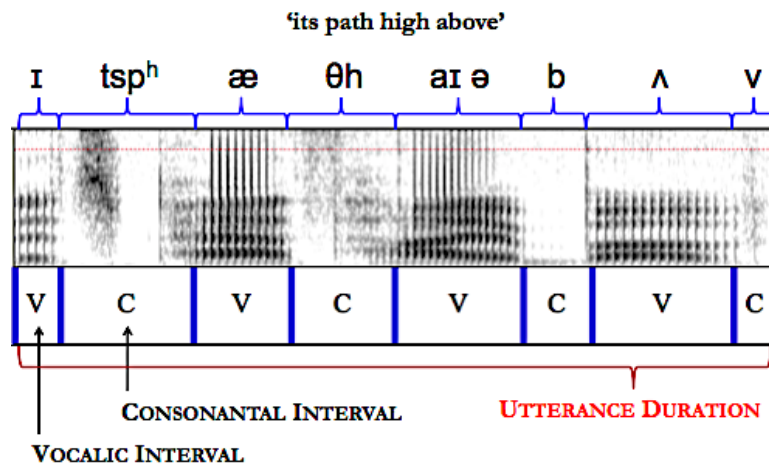 ‘its path high above’
ɪ tspʰ æ θh aɪ ə b ʌ v
V C V C V C V C
CONSONANTAL INTERVAL UTTERANCE DURATION
VOCALIC INTERVAL